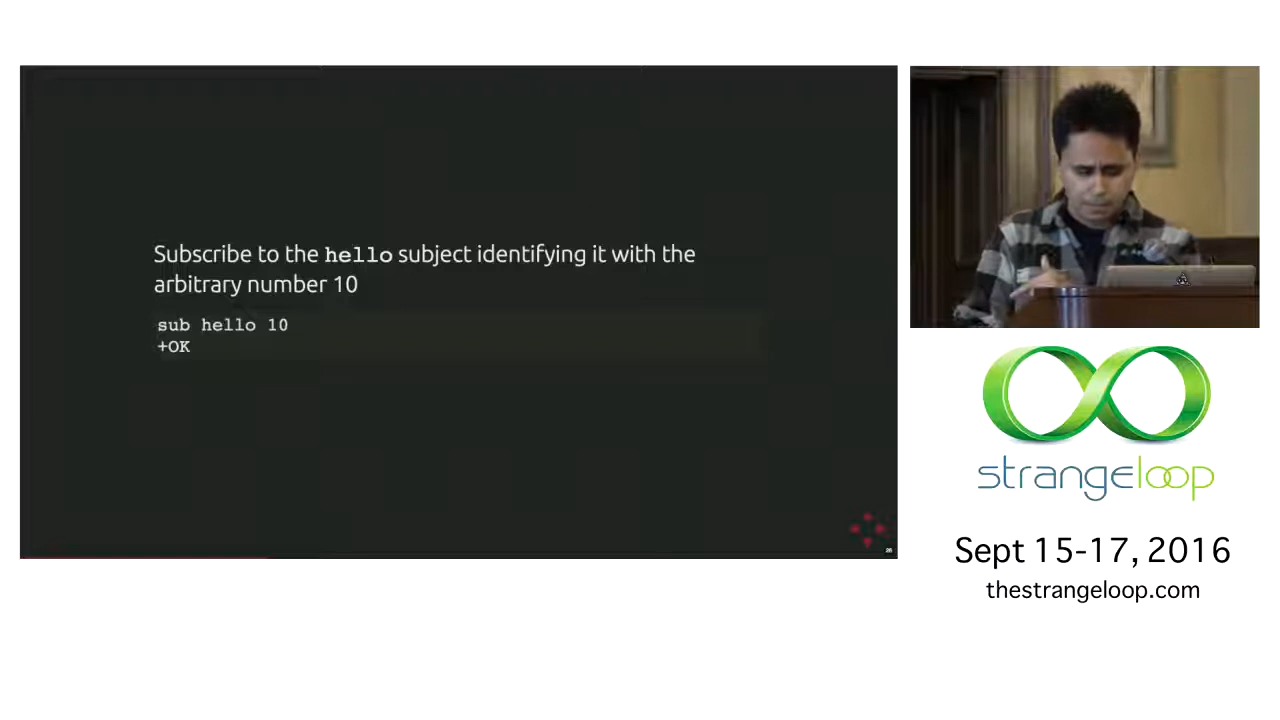 Subscribe to the hello subject identifying it with the
arbitrary number 10
sub hello 10
+OK
26
strangeloop
Sept 15-17, 2016
thestrangeloop.com